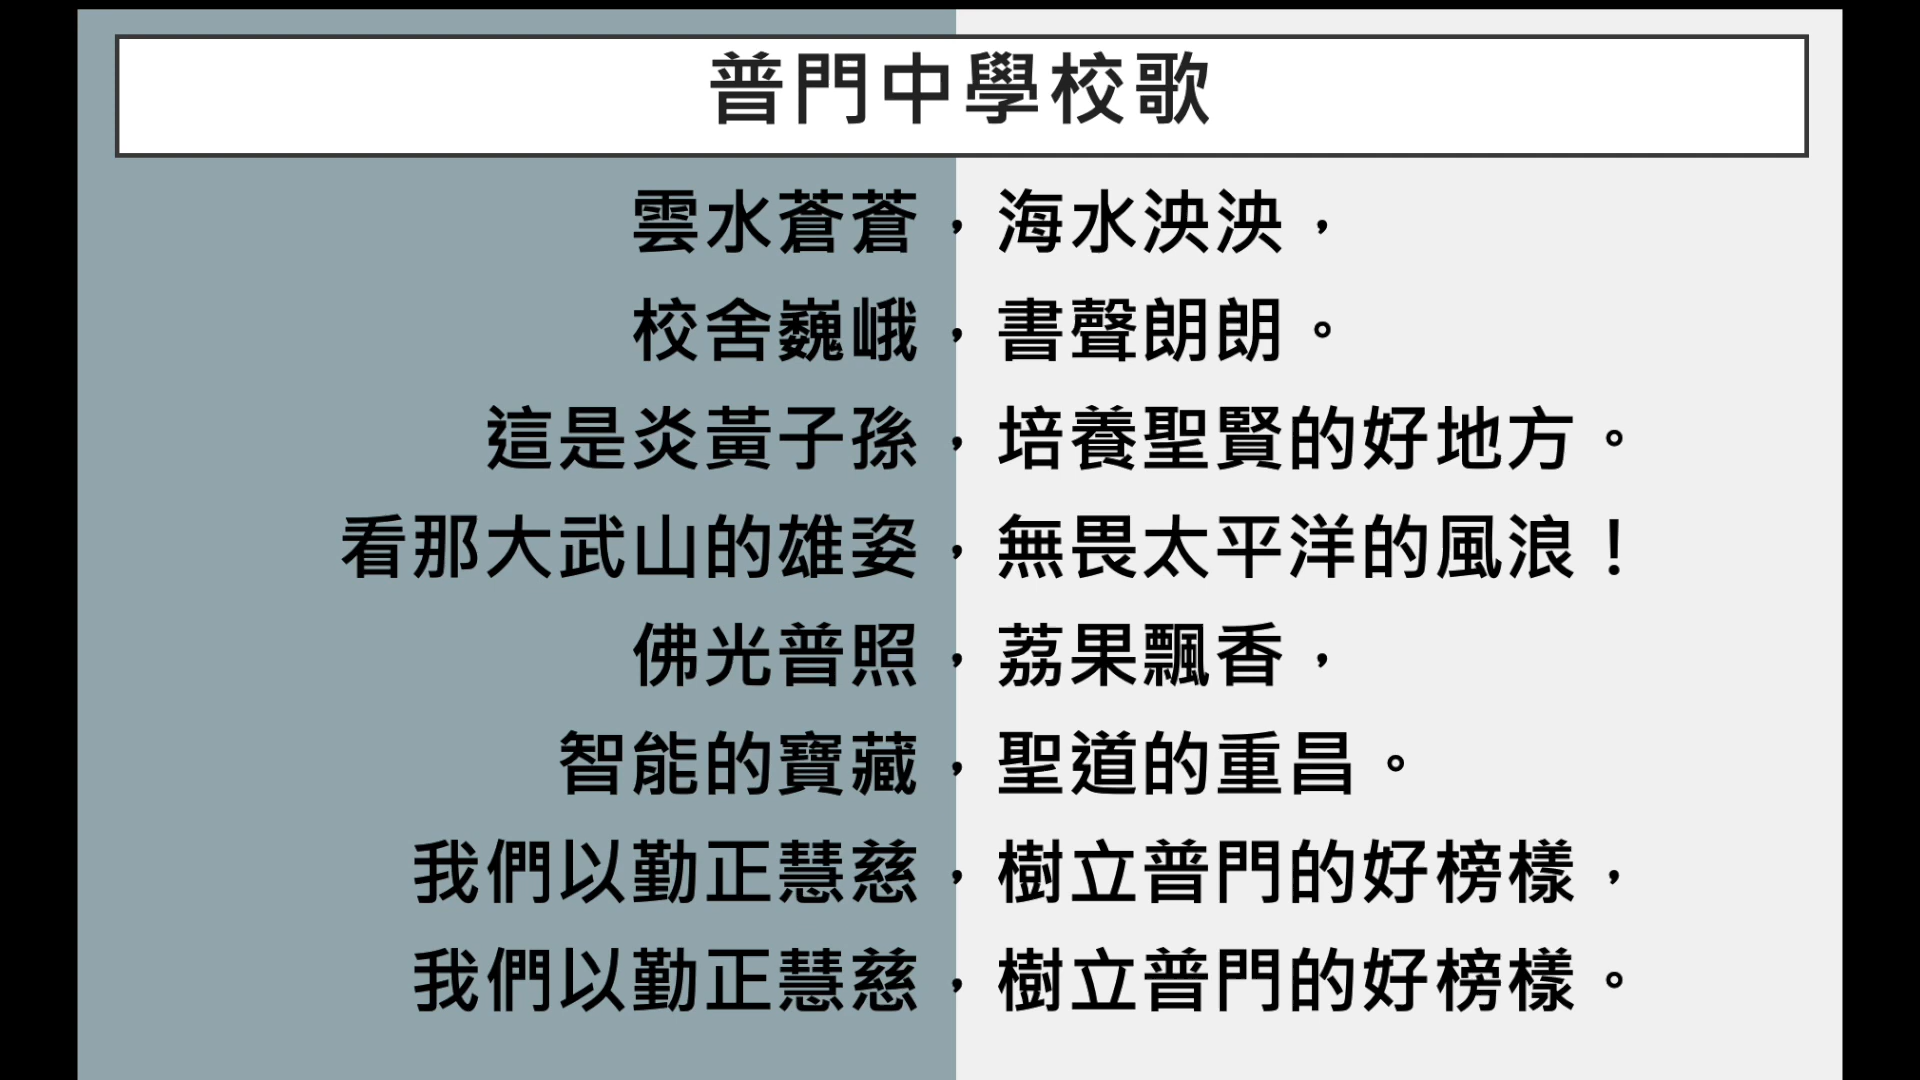 普門中學校歌
雲水蒼蒼，海水泱泱，
校舍巍峨，書聲朗朗。
這是炎黃子孫，培養聖賢的好地方。
看那大武山的雄姿，無畏太平洋的風浪！
佛光普照，荔果飄香，
智能的寶藏，聖道的重昌。
我們以勤正慧慈，樹立普門的好榜樣，
我們以勤正慧慈，樹立普門的好榜樣。